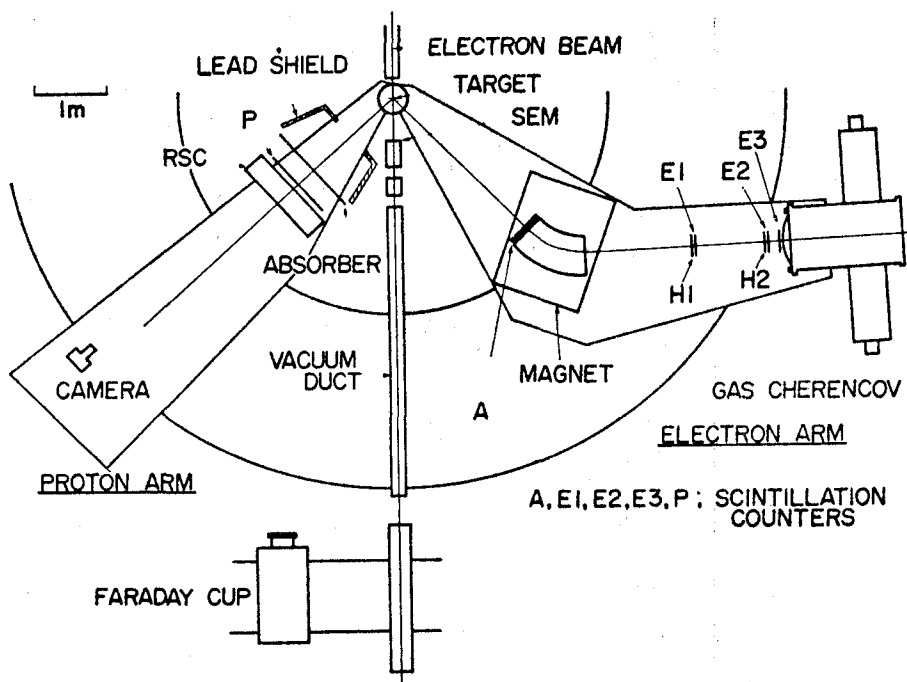 ELECTRON BEAM
LEAD SHIELD
TARGET
1m
P
SEM
E3
RSC
E1
E2
ABSORBER
H1
H2
VACUUM
DUCT
MAGNET
CAMERA
A
GAS CHERENCOV
ELECTRON ARM
PROTON ARM
A, E1, E2, E3, P ; SCINTILLATION
COUNTERS
FARADAY CUP